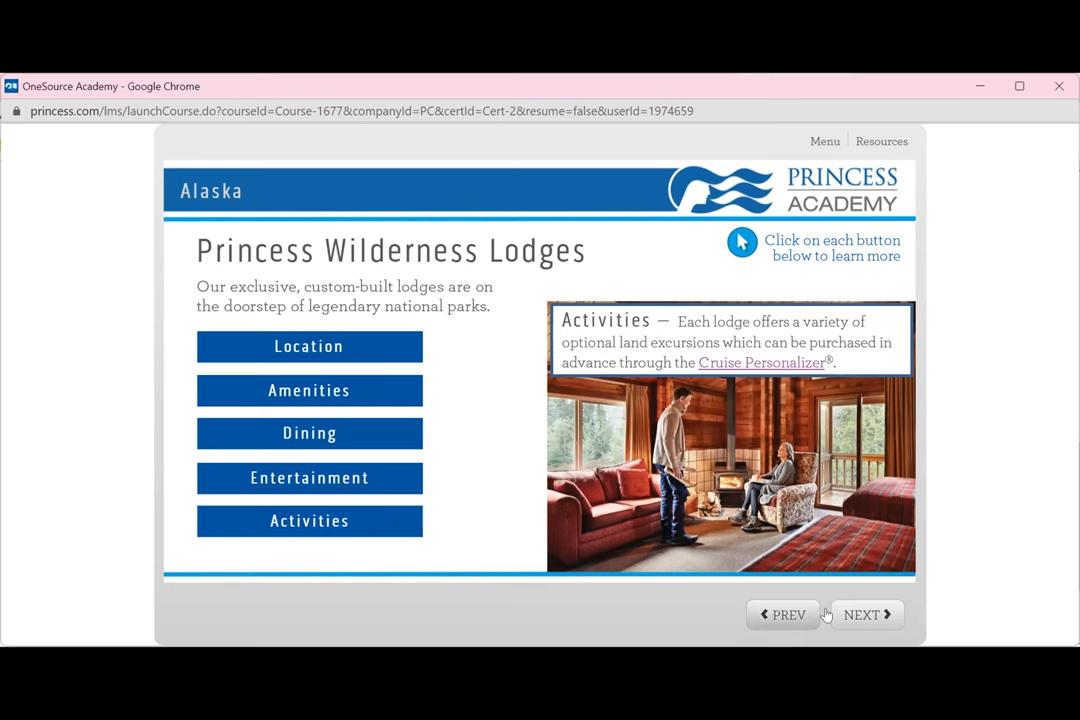 OneSource Academy - Google Chrome
princess.com/lms/launchCourse.do?courseId=Course-1677&companyId=PC&certId=Cert-2&resume=false&userId=1974659
Menu
Resources
Alaska
PRINCESS
ACADEMY
Princess Wilderness Lodges
Click on each button
below to learn more
Our exclusive, custom-built lodges are on
the doorstep of legendary national parks.
Location
Amenities
Dining
Entertainment
Activities
Activities — Each lodge offers a variety of
optional land excursions which can be purchased in
advance through the Cruise Personalizer®.
PREV
NEXT